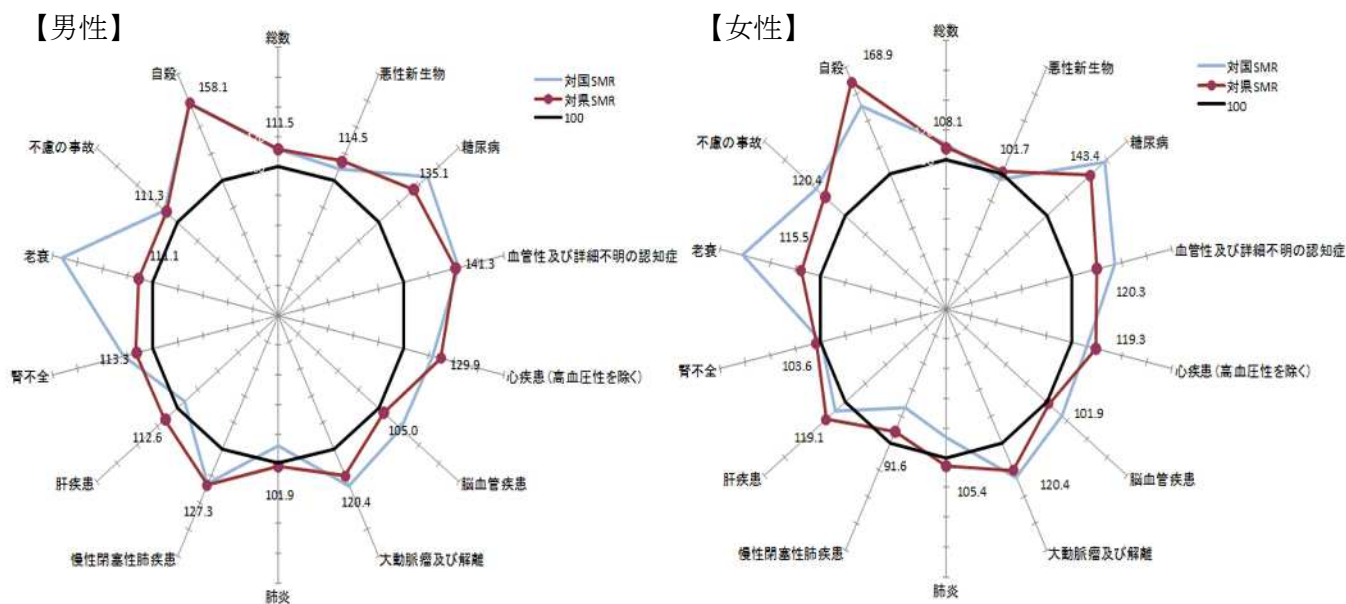 【男性】
総数
自殺
158.1
悪性新生物
対国SMR
対県SMR
100
不慮の事故
111.5
114.5
糖尿病
135.1
111.3
老衰
111.1
血管性及び詳細不明の認知症
141.3
腎不全
113.3
129.9
心疾患(高血圧性を除く)
112.6
105.0
肝疾患
脳血管疾患
127.3
101.9
120.4
慢性閉塞性肺疾患
大動脈瘤及び解離
肺炎
【女性】
総数
自殺
168.9
悪性新生物
対国SMR
対県SMR
100
不慮の事故
108.1
101.7
143.4
糖尿病
120.4
老衰
115.5
血管性及び詳細不明の認知症
120.3
腎不全
103.6
119.3
心疾患(高血圧性を除く)
119.1
101.9
肝疾患
脳血管疾患
91.6
105.4
120.4
慢性閉塞性肺疾患
大動脈瘤及び解離
肺炎